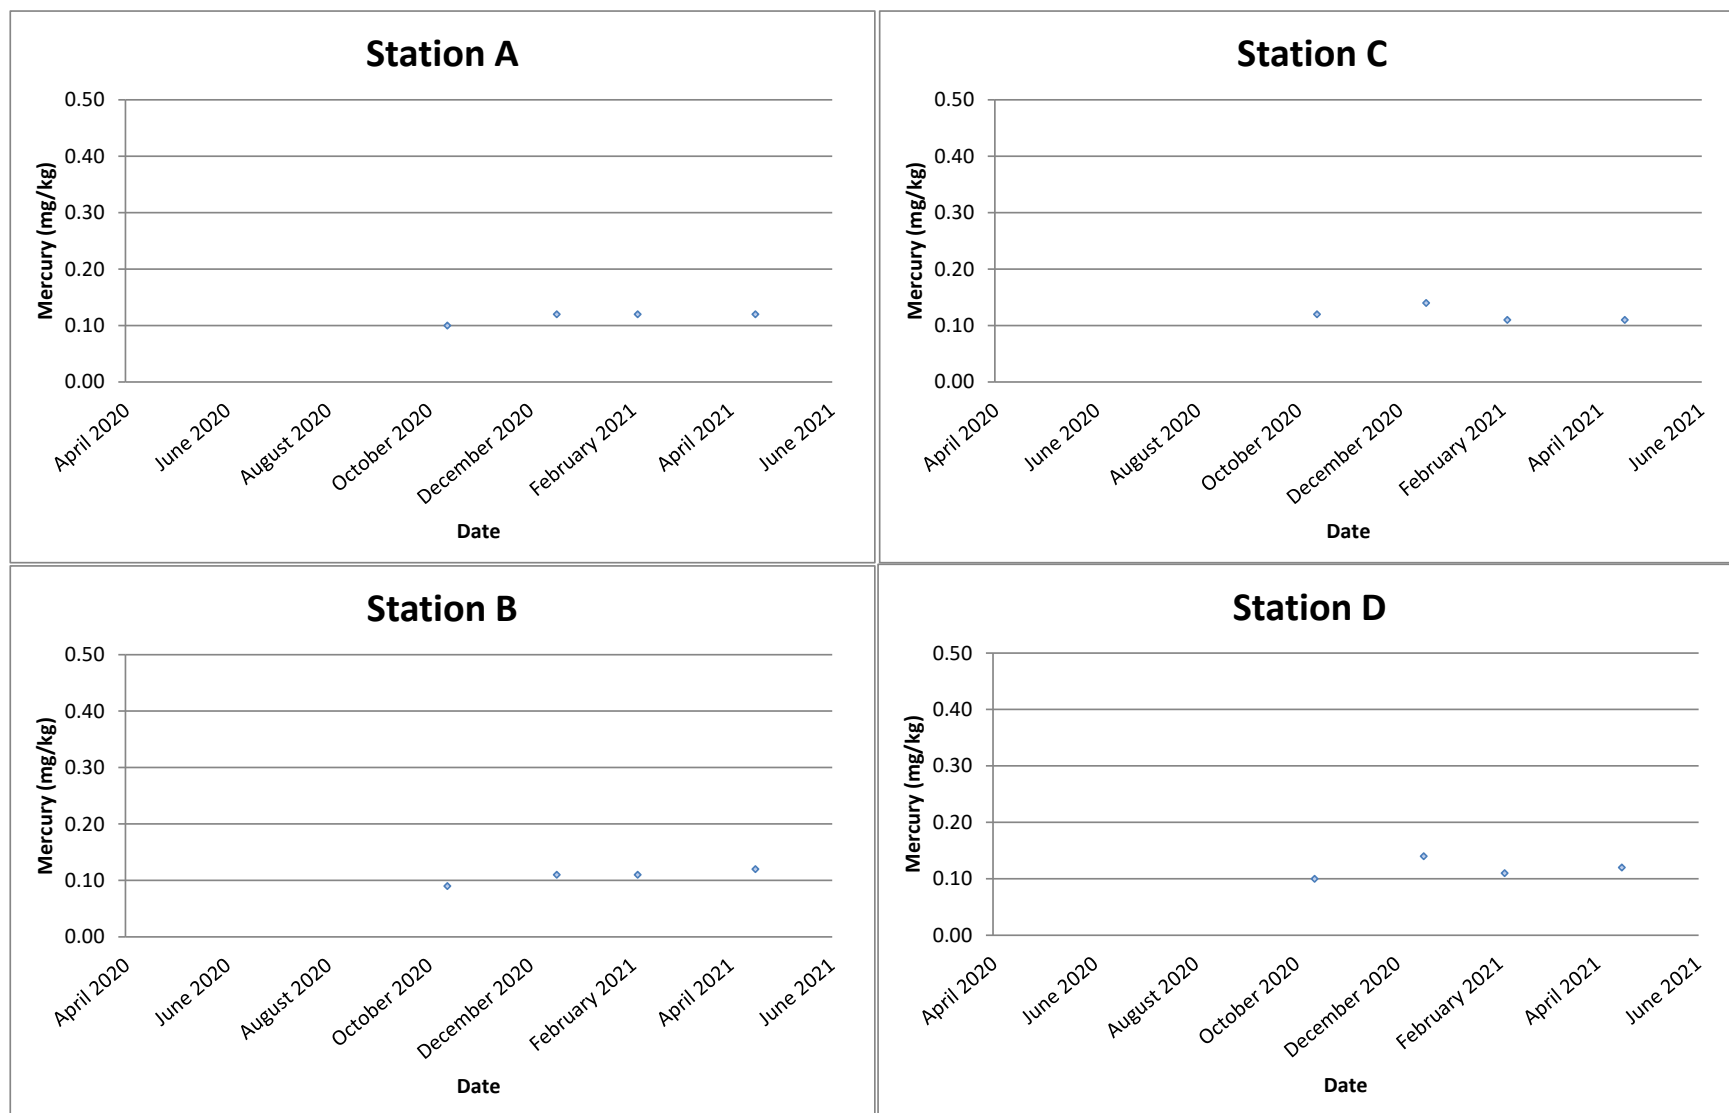 Station A
Mercury (mg/kg)
0.50
0.40
0.30
0.20
0.10
0.00
April 2020
June 2020
August 2020
October 2020
December 2020
February 2021
April 2021
June 2021
Date
Station C
Mercury (mg/kg)
0.50
0.40
0.30
0.20
0.10
0.00
April 2020
June 2020
August 2020
October 2020
December 2020
February 2021
April 2021
June 2021
Date
Station B
Mercury (mg/kg)
0.50
0.40
0.30
0.20
0.10
0.00
April 2020
June 2020
August 2020
October 2020
December 2020
February 2021
April 2021
June 2021
Date
Station D
Mercury (mg/kg)
0.50
0.40
0.30
0.20
0.10
0.00
April 2020
June 2020
August 2020
October 2020
December 2020
February 2021
April 2021
June 2021
Date